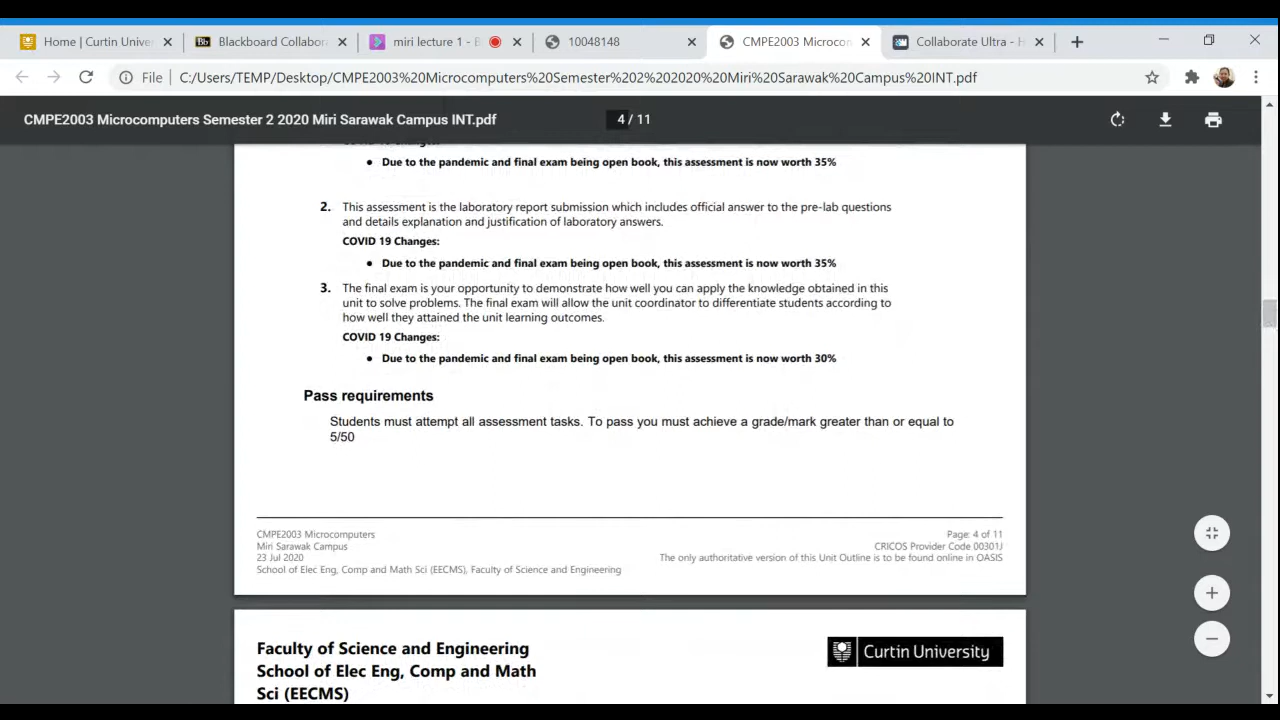 Home | Curtin Univer
Blackboard Collabor
miri lecture 1 - B
10048148
CMPE2003 Microcon
Collaborate Ultra - H
File | C:/Users/TEMP/Desktop/CMPE2003%20Microcomputers%20Semester%202%202020%20Miri%20Sarawak%20Campus%20INT.pdf
CMPE2003 Microcomputers Semester 2 2020 Miri Sarawak Campus INT.pdf
4 / 11
● Due to the pandemic and final exam being open book, this assessment is now worth 35%
2. This assessment is the laboratory report submission which includes official answer to the pre-lab questions
and details explanation and justification of laboratory answers.
COVID 19 Changes:
● Due to the pandemic and final exam being open book, this assessment is now worth 35%
3. The final exam is your opportunity to demonstrate how well you can apply the knowledge obtained in this
unit to solve problems. The final exam will allow the unit coordinator to differentiate students according to
how well they attained the unit learning outcomes.
COVID 19 Changes:
● Due to the pandemic and final exam being open book, this assessment is now worth 30%
Pass requirements
Students must attempt all assessment tasks. To pass you must achieve a grade/mark greater than or equal to
5/50
CMPE2003 Microcomputers
Miri Sarawak Campus
23 Jul 2020
School of Elec Eng, Comp and Math Sci (EECMS), Faculty of Science and Engineering
Page: 4 of 11
CRICOS Provider Code 00301J
The only authoritative version of this Unit Outline is to be found online in OASIS
Faculty of Science and Engineering
School of Elec Eng, Comp and Math
Sci (EECMS)
Curtin University